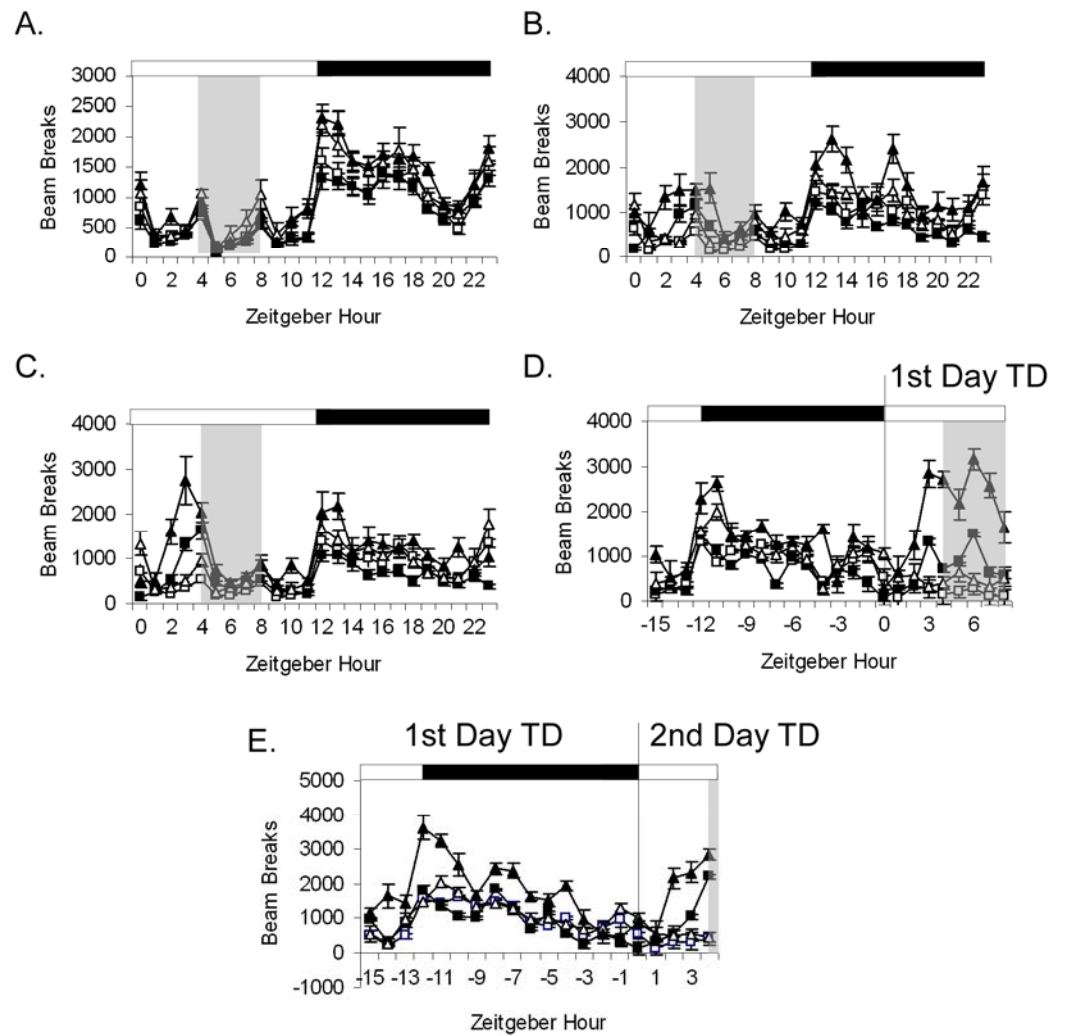 A.
3000
2500
2000
1500
1000
500
0
Beam Breaks
0 2 4 6 8 10 12 14 16 18 20 22
Zeitgeber Hour
B.
4000
3000
2000
1000
0
Beam Breaks
0 2 4 6 8 10 12 14 16 18 20 22
Zeitgeber Hour
C.
4000
3000
2000
1000
0
Beam Breaks
0 2 4 6 8 10 12 14 16 18 20 22
Zeitgeber Hour
D.
1st Day TD
4000
3000
2000
1000
0
Beam Breaks
-15 -12 -9 -6 -3 0 3 6
Zeitgeber Hour
E.
1st Day TD 2nd Day TD
5000
4000
3000
2000
1000
0
-1000
Beam Breaks
-15 -13 -11 -9 -7 -5 -3 -1 1 3
Zeitgeber Hour